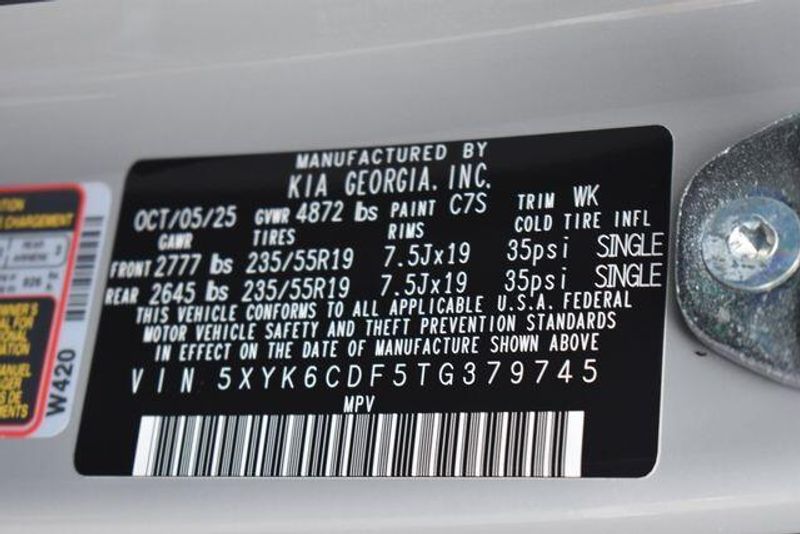 MANUFACTURED BY
KIA GEORGIA, INC.
OCT/05/25 GVWR 4872 lbs PAINT C7S TRIM WK
GAWR TIRES RIMS COLD TIRE INFL
FRONT 2777 lbs 235/55R19 7.5Jx19 35psi SINGLE
REAR 2645 lbs 235/55R19 7.5Jx19 35psi SINGLE
THIS VEHICLE CONFORMS TO ALL APPLICABLE U.S.A. FEDERAL
MOTOR VEHICLE SAFETY AND THEFT PREVENTION STANDARDS
IN EFFECT ON THE DATE OF MANUFACTURE SHOWN ABOVE
VIN 5XYK6CDF5TG379745
MPV
W420